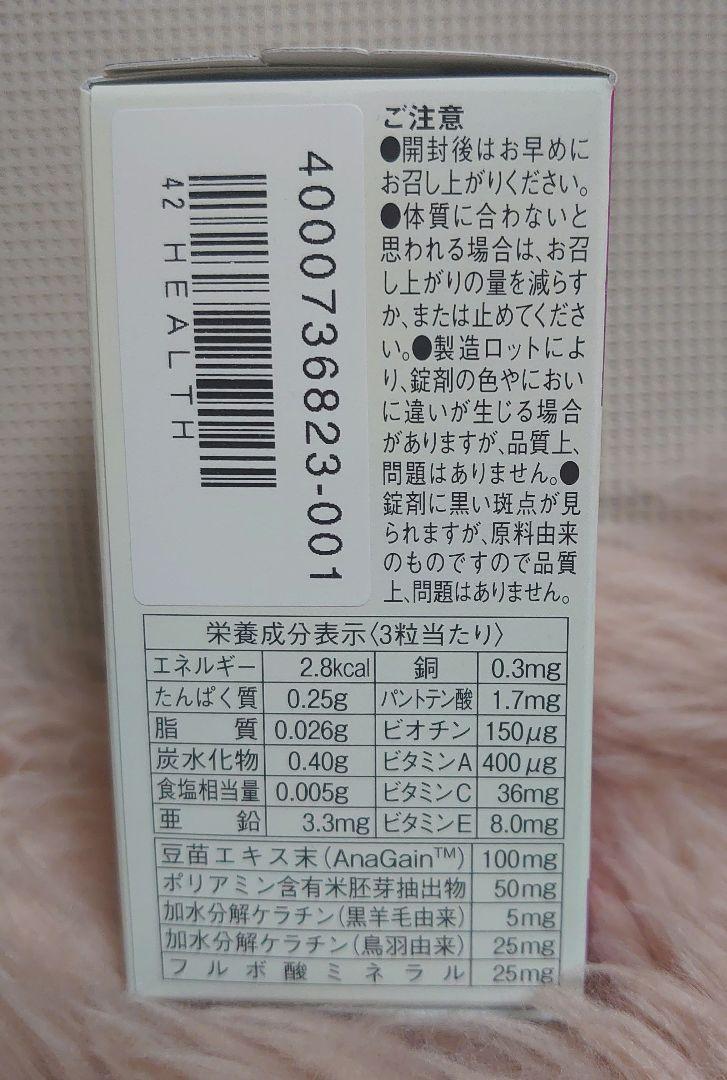 4000736823-001
42 HEALTH
ご注意
●開封後はお早めに
お召し上がりください。
●体質に合わないと
思われる場合は、お召
し上がりの量を減らす
か、または止めてくださ
い。●製造ロットによ
り、錠剤の色やにおい
に違いが生じる場合
がありますが、品質上、
問題はありません。●
錠剤に黒い斑点が見
られますが、原料由来
のものですので品質
上、問題はありません。
栄養成分表示〈3粒当たり〉
エネルギー 2.8kcal 銅 0.3mg
たんぱく質 0.25g パントテン酸 1.7mg
脂質 0.026g ビオチン 150μg
炭水化物 0.40g ビタミンA 400μg
食塩相当量 0.005g ビタミンC 36mg
亜鉛 3.3mg ビタミンE 8.0mg
豆苗エキス末(AnaGain™) 100mg
ポリアミン含有米胚芽抽出物 50mg
加水分解ケラチン(黒羊毛由来) 5mg
加水分解ケラチン(鳥羽由来) 25mg
フルボ酸ミネラル 25mg